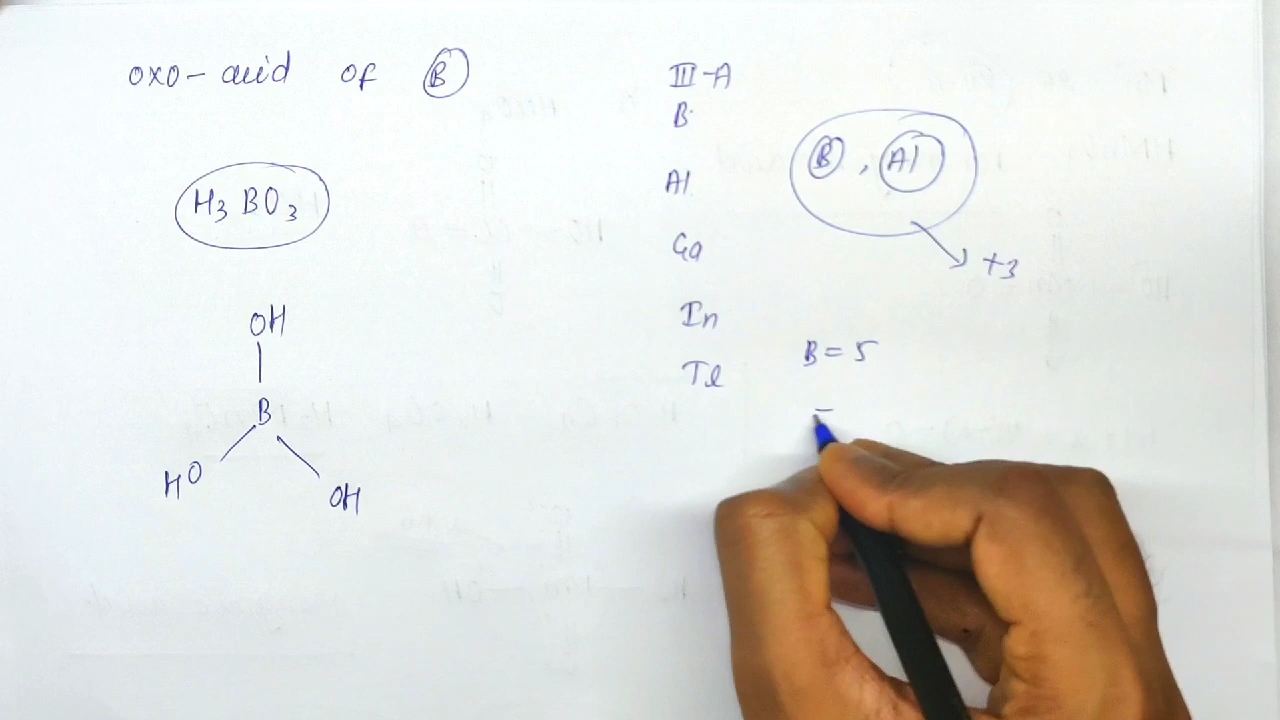 oxo-acid of B
H₃BO₃
OH
B
HO
OH
III-A
B
Al
Ga
In
Tl
B, Al
+3
B = 5